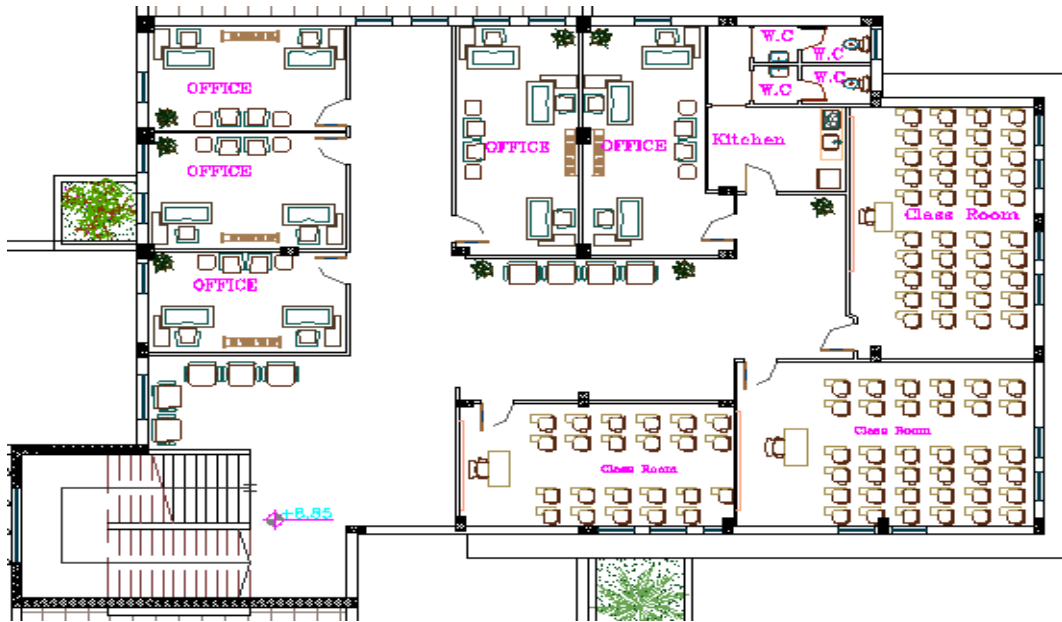 W.C
W.C
W.C
W.C
OFFICE
Kitchen
OFFICE
OFFICE
OFFICE
Class Room
OFFICE
Class Room
Class Room
+8.85